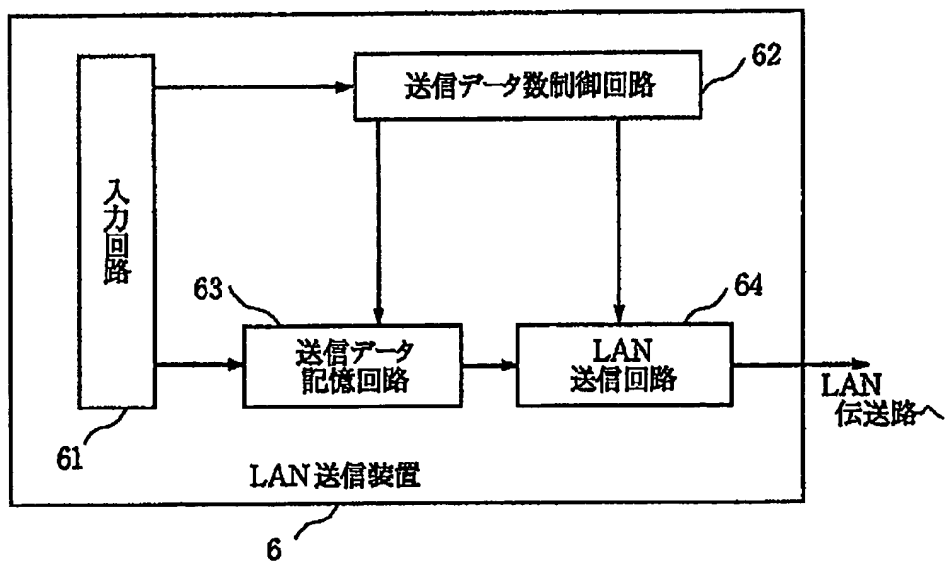 送信データ数制御回路
62
入力回路
63
64
送信データ
記憶回路
LAN
送信回路
LAN
伝送路へ
61
LAN送信装置
6